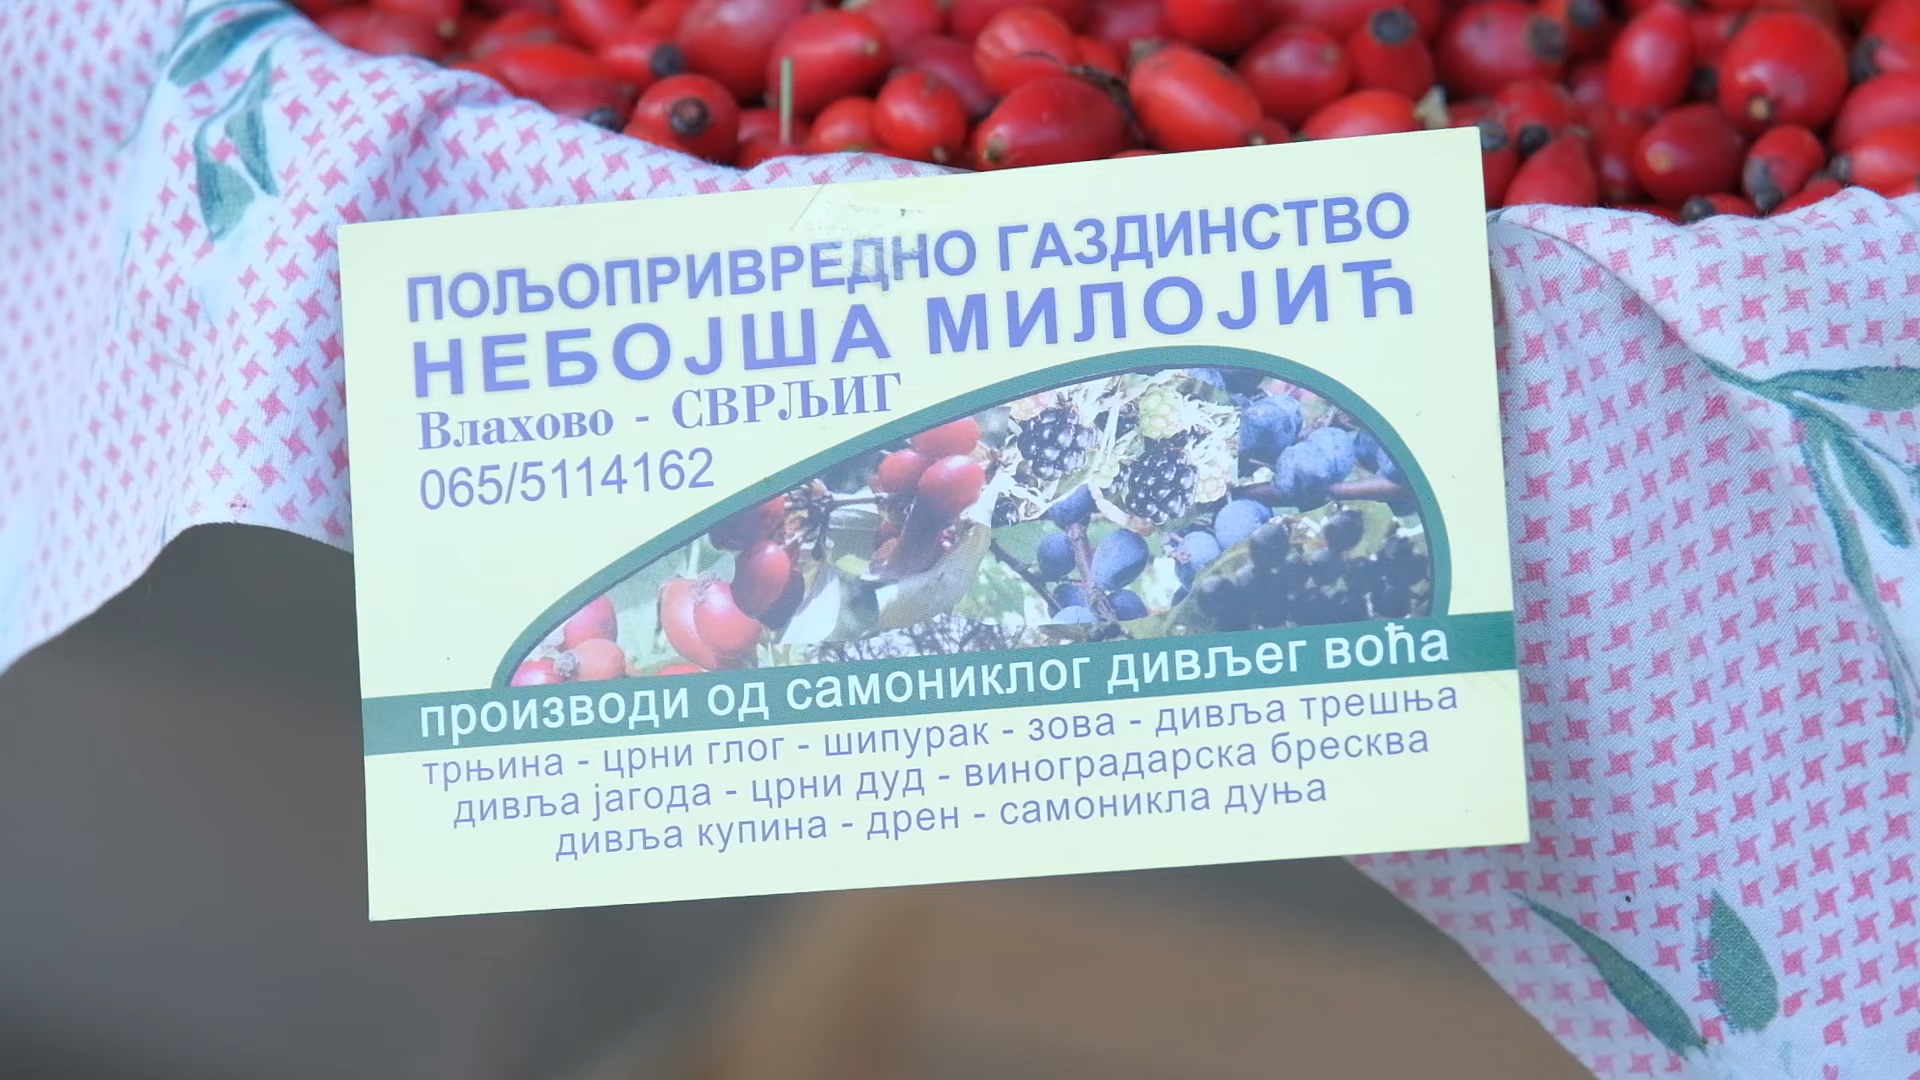 ПОЉОПРИВРЕДНО ГАЗДИНСТВО
НЕБОЈША МИЛОЈИЋ
Влахово - СВРЉИГ
065/5114162
производи од самониклог дивљег воћа
трњина - црни глог - шипурак - зова - дивља трешња
дивља јагода - црни дуд - виноградарска бресква
дивља купина - дрен - самоникла дуња